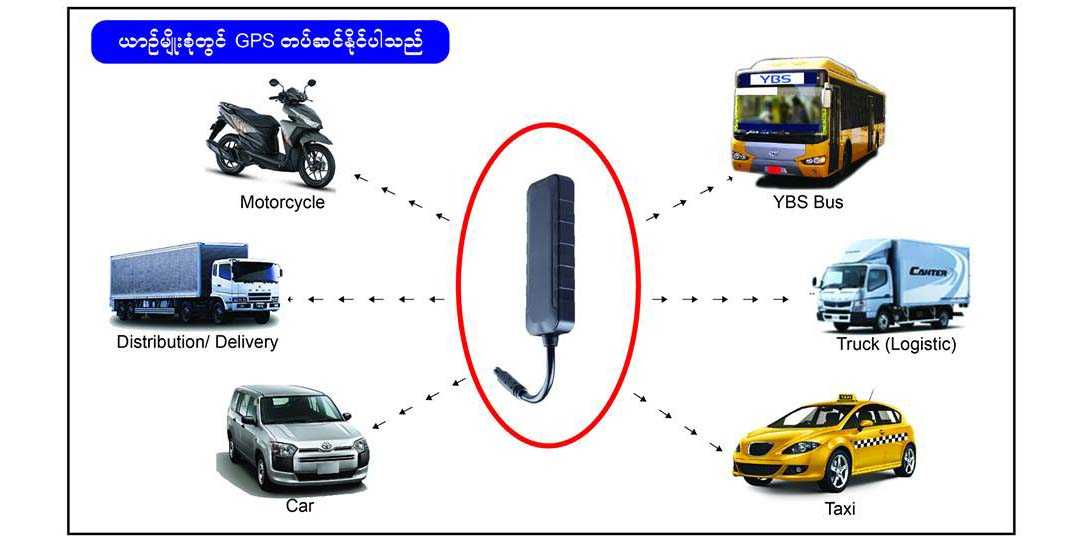 ယာဉ်မျိုးစုံတွင် GPS တပ်ဆင်နိုင်ပါသည်
YBS
Motorcycle
YBS Bus
CANTER
Distribution/ Delivery
Truck (Logistic)
TAXI
Car
Taxi